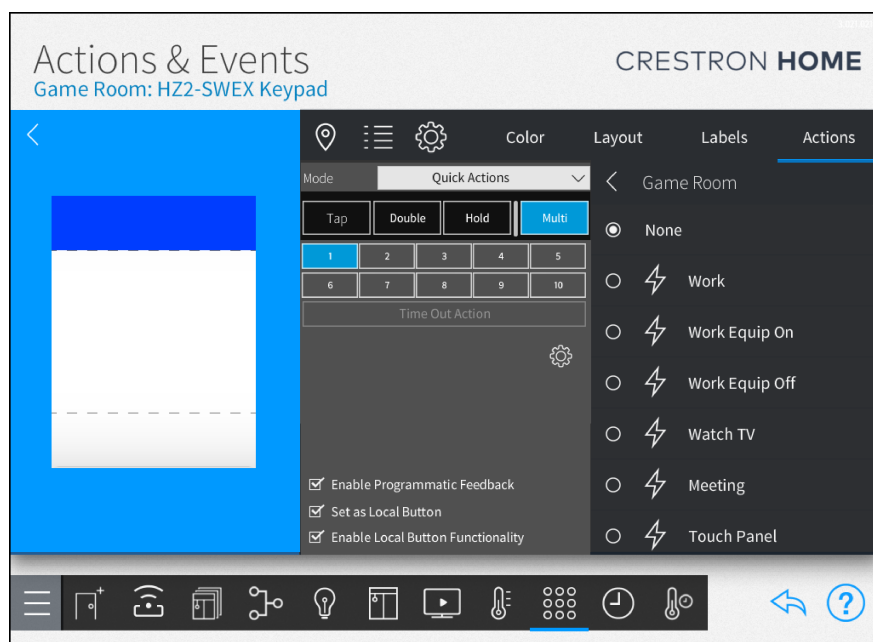 Actions & Events
Game Room: HZ2-SWEX Keypad
CRESTRON HOME
Color Layout Labels Actions
Mode Quick Actions
Tap Double Hold Multi
1 2 3 4 5
6 7 8 9 10
Time Out Action
Enable Programmatic Feedback
Set as Local Button
Enable Local Button Functionality
Game Room
None
Work
Work Equip On
Work Equip Off
Watch TV
Meeting
Touch Panel
?